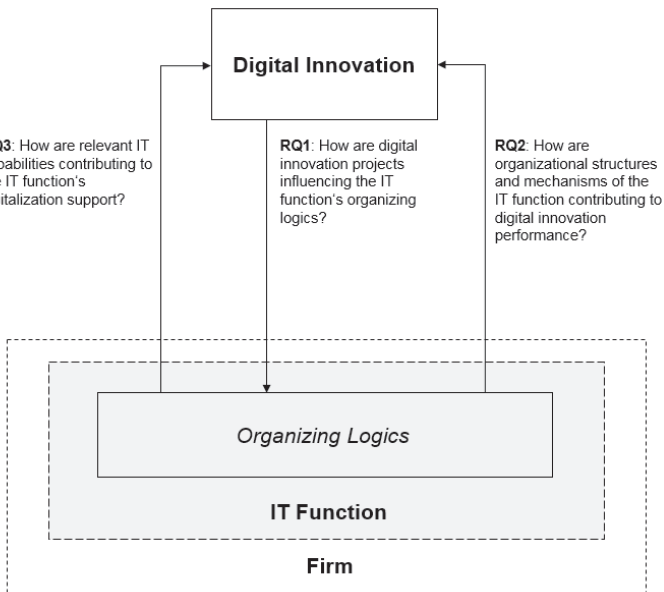 Digital Innovation
Q3: How are relevant IT
pabilities contributing to
e IT function‘s
italization support?
RQ1: How are digital
innovation projects
influencing the IT
function‘s organizing
logics?
RQ2: How are
organizational structures
and mechanisms of the
IT function contributing to
digital innovation
performance?
Organizing Logics
IT Function
Firm